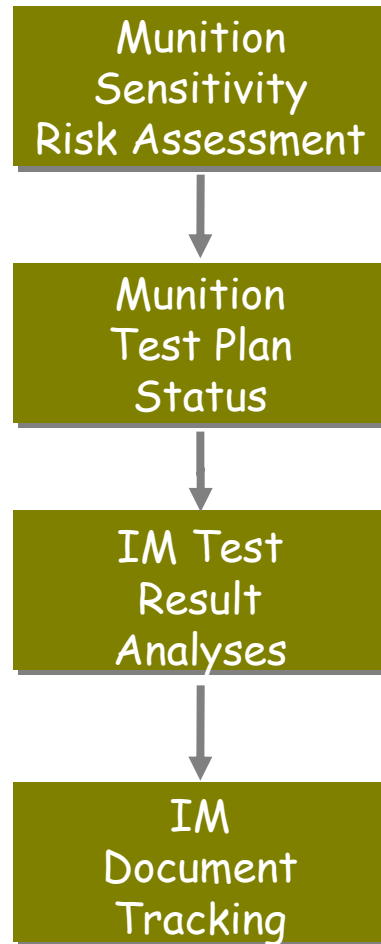 Munition
Sensitivity
Risk Assessment
Munition
Test Plan
Status
IM Test
Result
Analyses
IM
Document
Tracking